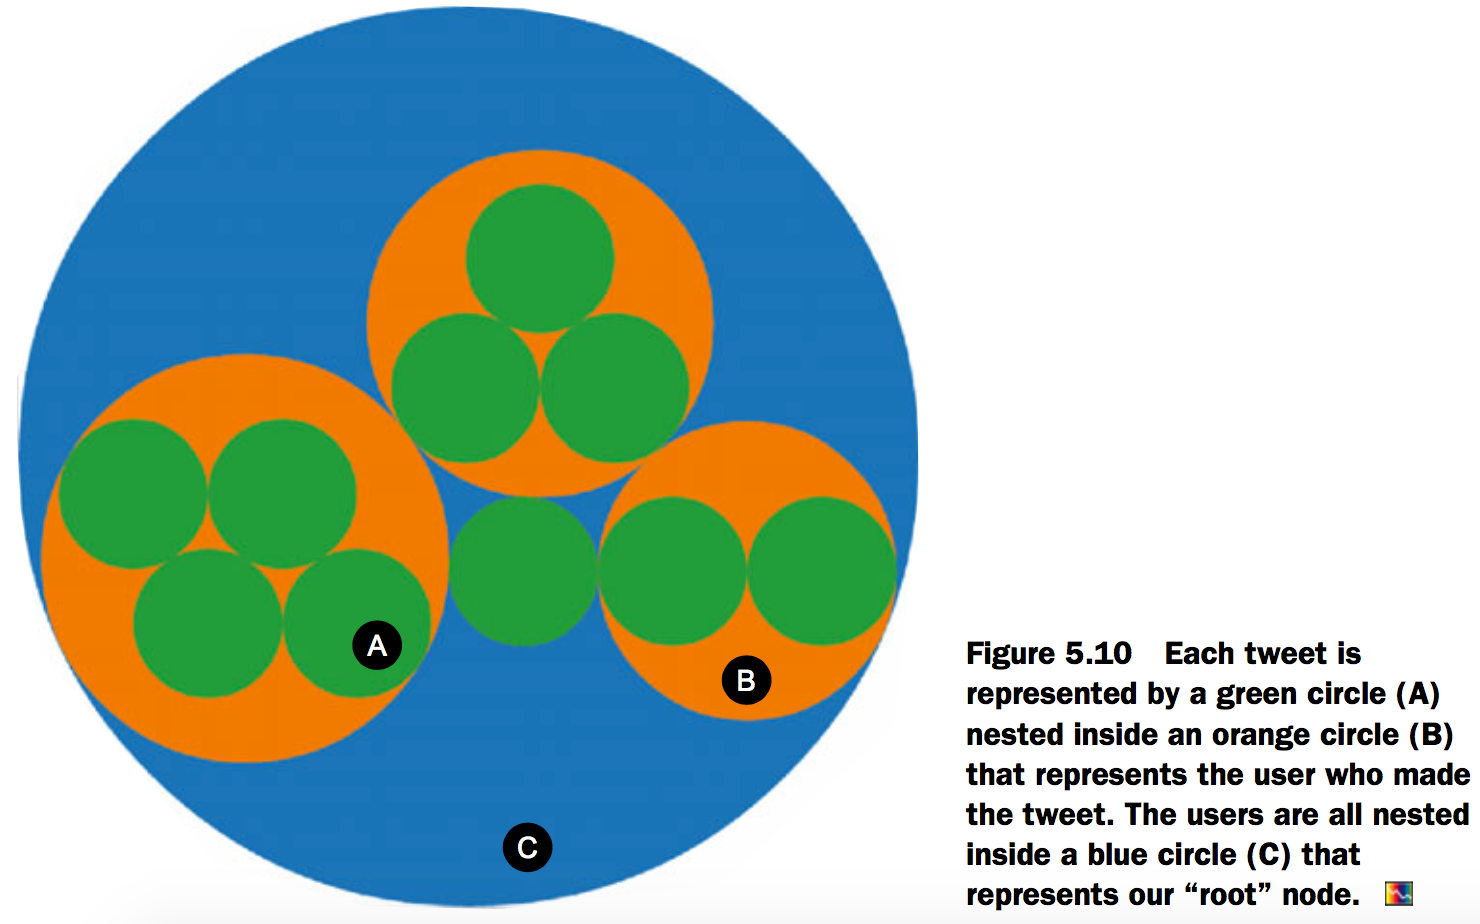 A
B
C
Figure 5.10 Each tweet is
represented by a green circle (A)
nested inside an orange circle (B)
that represents the user who made
the tweet. The users are all nested
inside a blue circle (C) that
represents our “root” node.